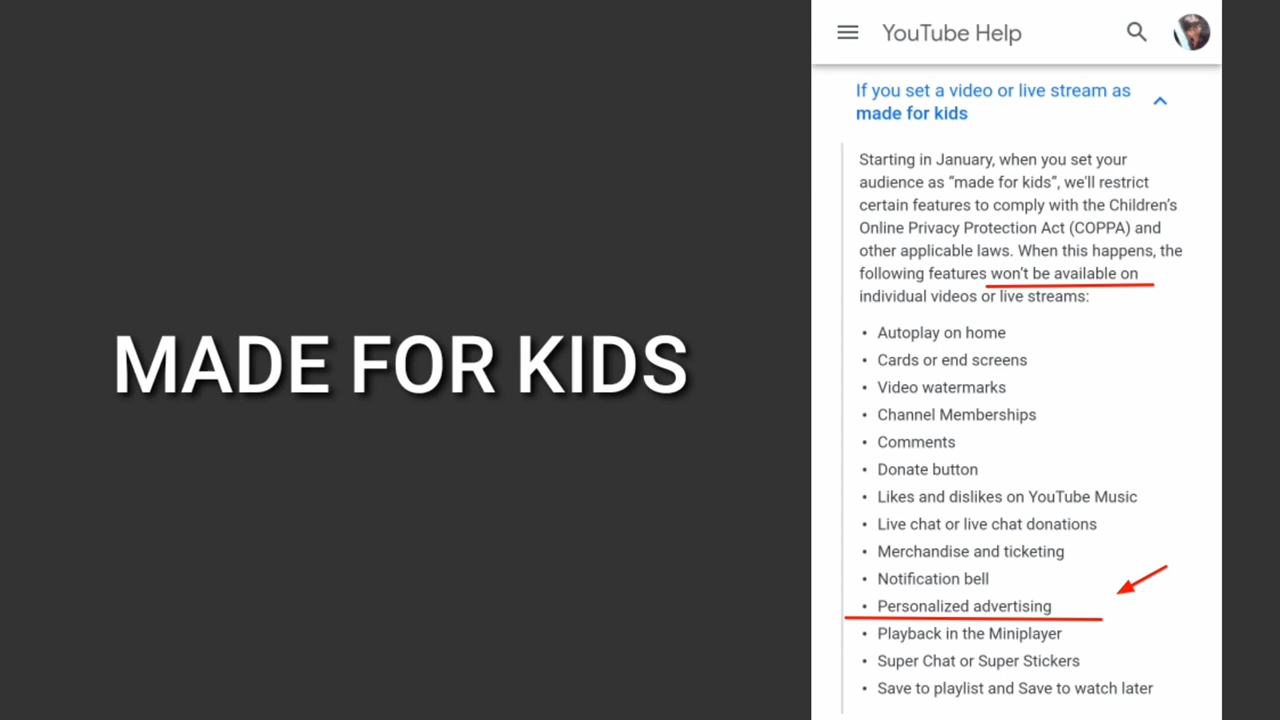 MADE FOR KIDS
YouTube Help
If you set a video or live stream as
made for kids
Starting in January, when you set your
audience as “made for kids”, we'll restrict
certain features to comply with the Children’s
Online Privacy Protection Act (COPPA) and
other applicable laws. When this happens, the
following features won’t be available on
individual videos or live streams:
• Autoplay on home
• Cards or end screens
• Video watermarks
• Channel Memberships
• Comments
• Donate button
• Likes and dislikes on YouTube Music
• Live chat or live chat donations
• Merchandise and ticketing
• Notification bell
• Personalized advertising
• Playback in the Miniplayer
• Super Chat or Super Stickers
• Save to playlist and Save to watch later